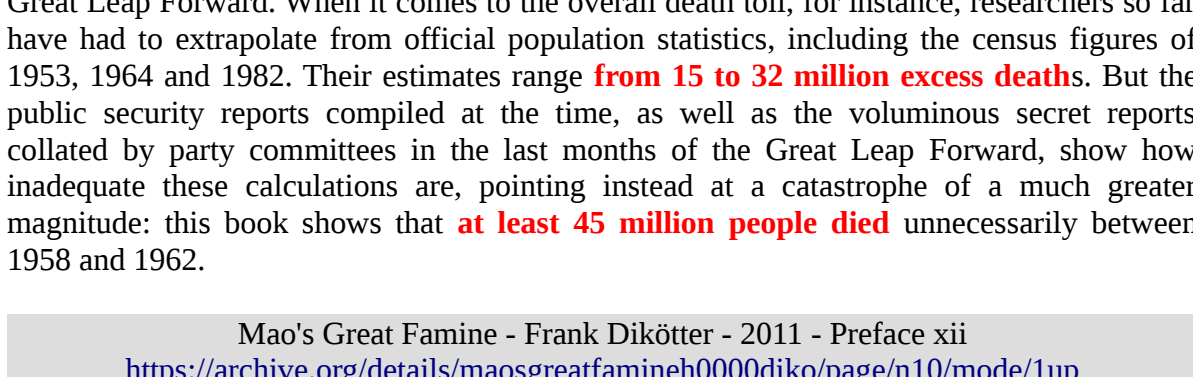 Great Leap Forward. When it comes to the overall death toll, for instance, researchers so far
have had to extrapolate from official population statistics, including the census figures of
1953, 1964 and 1982. Their estimates range from 15 to 32 million excess deaths. But the
public security reports compiled at the time, as well as the voluminous secret reports
collated by party committees in the last months of the Great Leap Forward, show how
inadequate these calculations are, pointing instead at a catastrophe of a much greater
magnitude: this book shows that at least 45 million people died unnecessarily between
1958 and 1962.
Mao's Great Famine - Frank Dikötter - 2011 - Preface xii
https://archive.org/details/maosgreatfamineh0000diko/page/n10/mode/1up